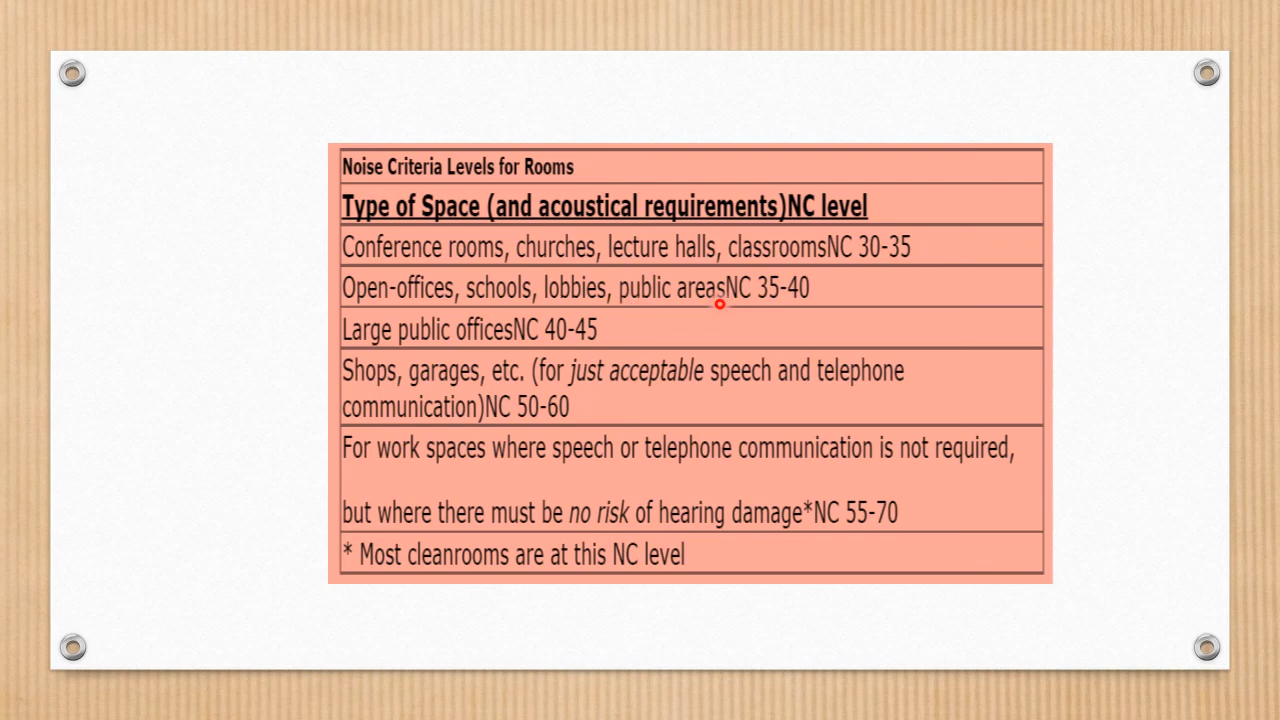 Noise Criteria Levels for Rooms
Type of Space (and acoustical requirements)NC level
Conference rooms, churches, lecture halls, classroomsNC 30-35
Open-offices, schools, lobbies, public areasNC 35-40
Large public officesNC 40-45
Shops, garages, etc. (for just acceptable speech and telephone
communication)NC 50-60
For work spaces where speech or telephone communication is not required,
but where there must be no risk of hearing damage*NC 55-70
* Most cleanrooms are at this NC level